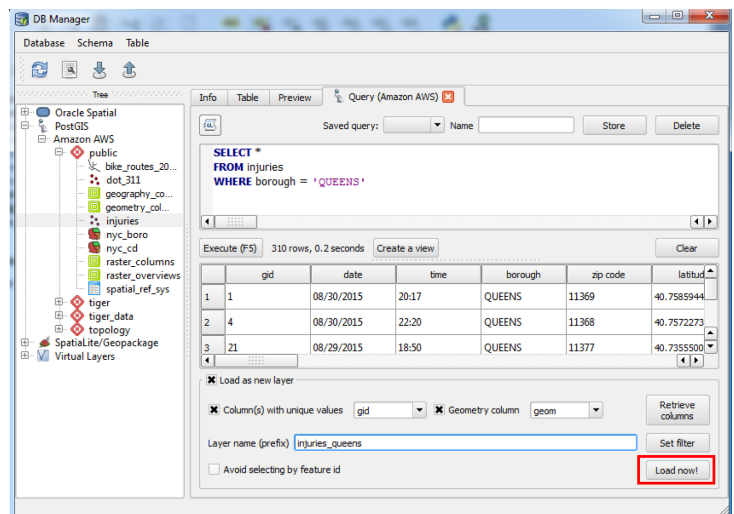 DB Manager
Database Schema Table
Tree
Oracle Spatial
PostGIS
Amazon AWS
public
bike_routes_20...
dot_311
geography_co...
geometry_col...
injuries
nyc_boro
nyc_cd
raster_columns
raster_overviews
spatial_ref_sys
tiger
tiger_data
topology
SpatiaLite/Geopackage
Virtual Layers
Info Table Preview Query (Amazon AWS)
Saved query: Name Store Delete
SELECT *
FROM injuries
WHERE borough = 'QUEENS'
Execute (F5) 310 rows, 0.2 seconds Create a view Clear
gid date time borough zip code latitud
1 1 08/30/2015 20:17 QUEENS 11369 40.7585944
2 4 08/30/2015 22:20 QUEENS 11368 40.7572273
3 21 08/29/2015 18:50 QUEENS 11377 40.7355500
Load as new layer
Column(s) with unique values gid Geometry column geom Retrieve columns
Layer name (prefix) injuries_queens Set filter
Avoid selecting by feature id Load now!